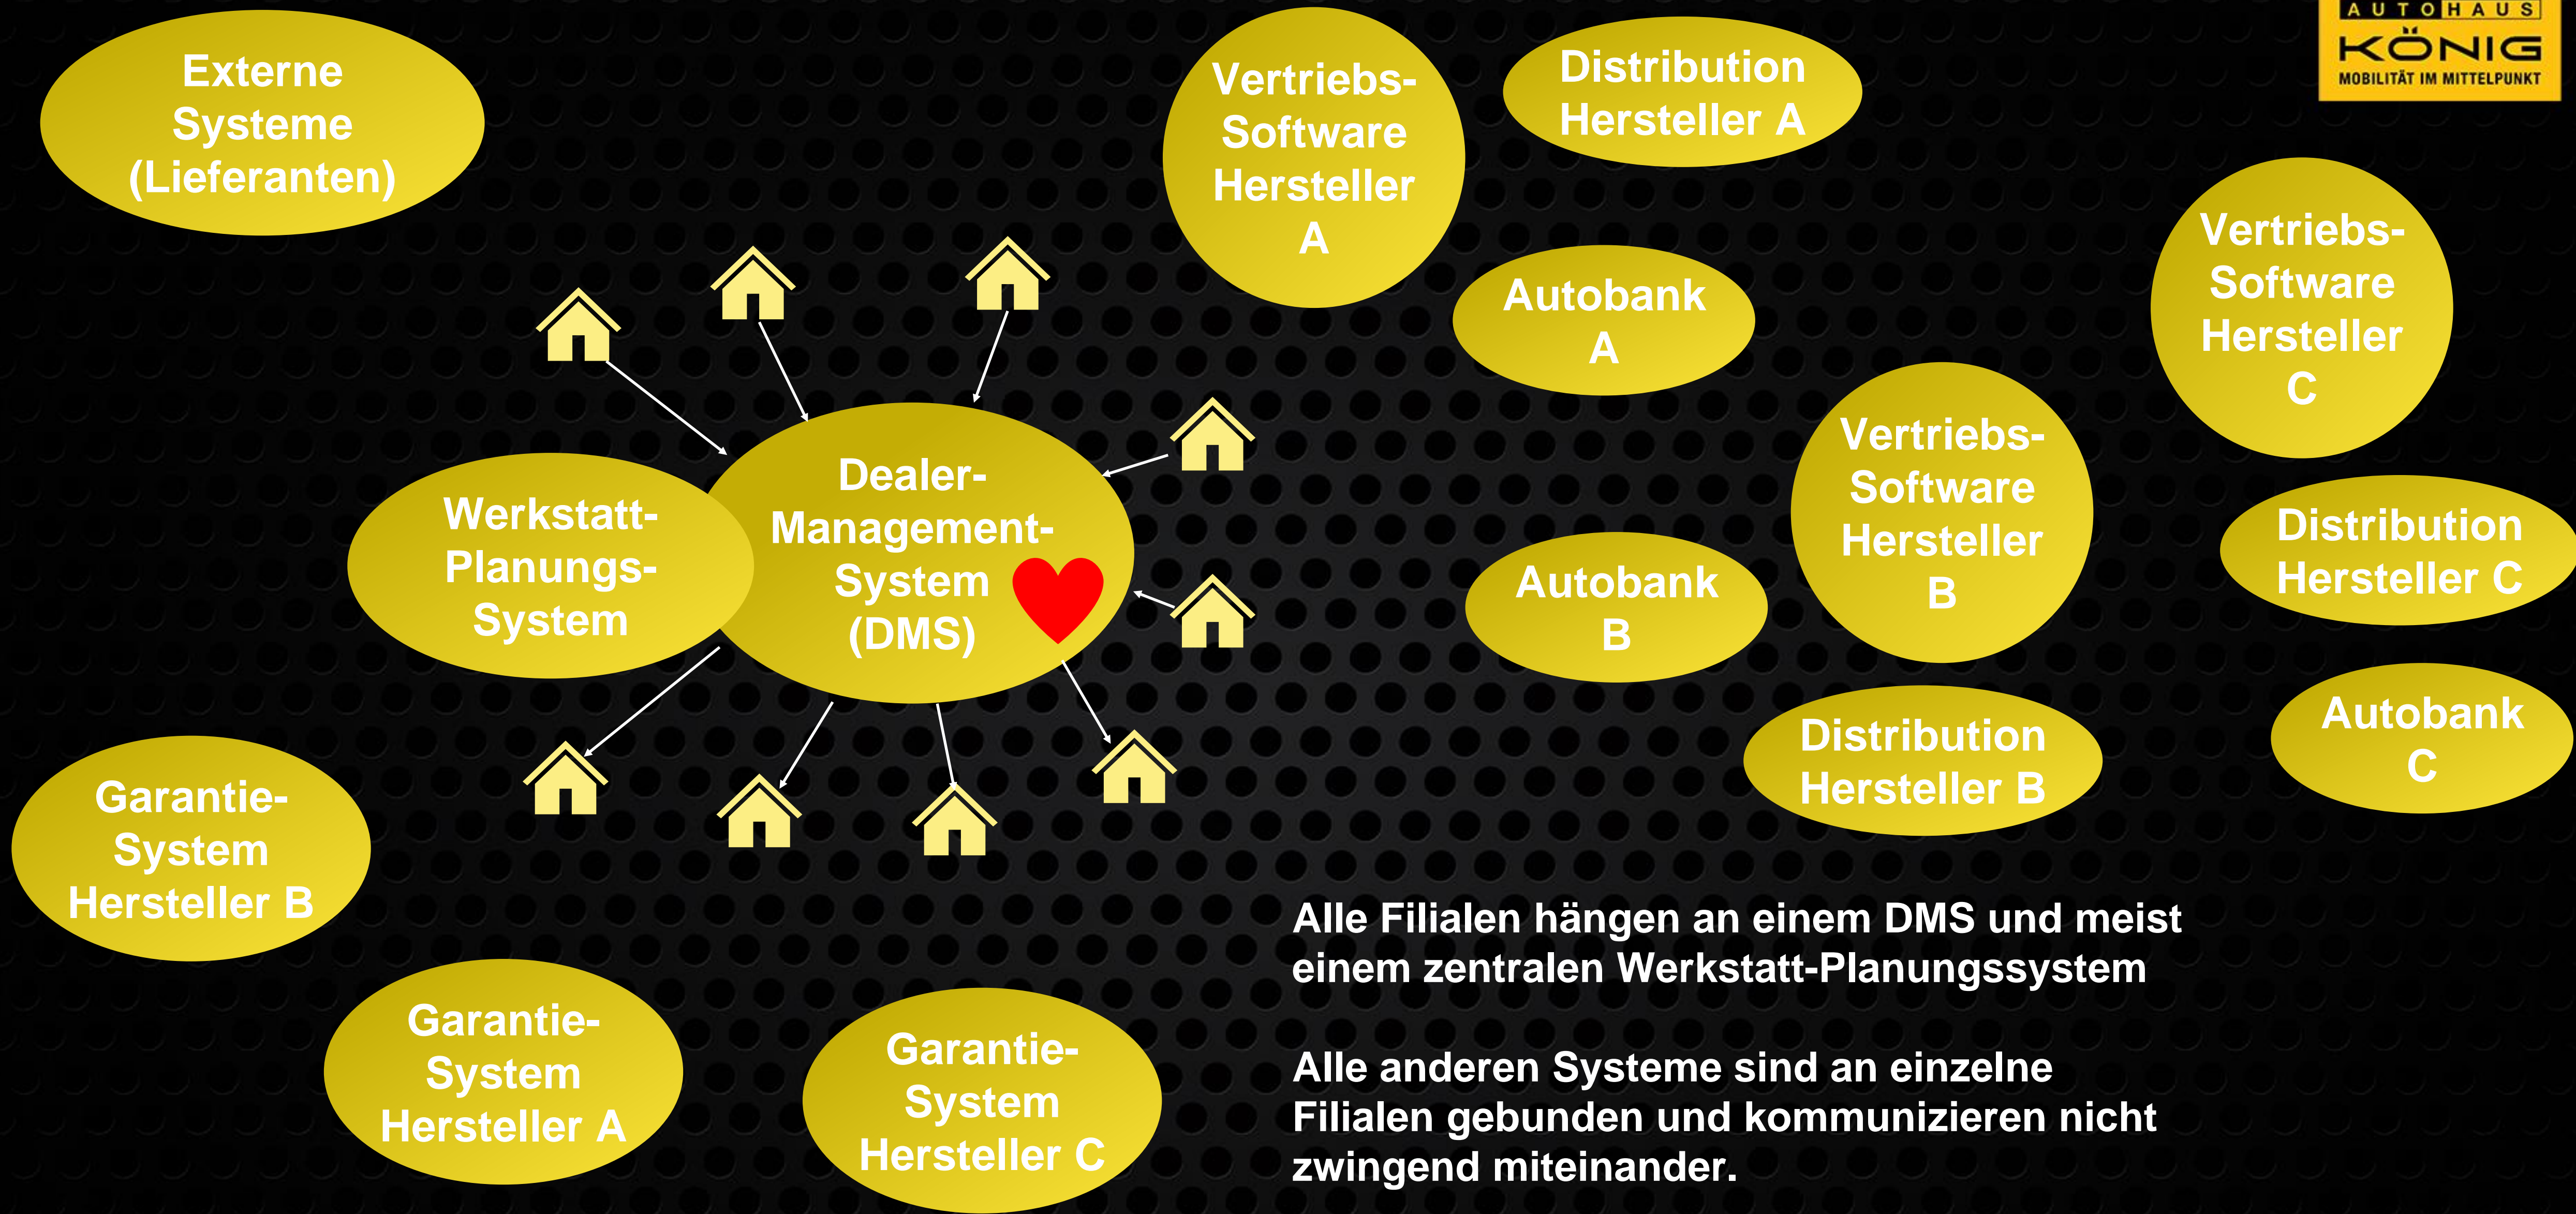 AUTOHAUS
KÖNIG
MOBILITÄT IM MITTELPUNKT
Externe
Systeme
(Lieferanten)
Vertriebs-
Software
Hersteller
A
Distribution
Hersteller A
Autobank
A
Vertriebs-
Software
Hersteller
C
Vertriebs-
Software
Hersteller
B
Distribution
Hersteller C
Autobank
B
Distribution
Hersteller B
Autobank
C
Werkstatt-
Planungs-
System
Dealer-
Management-
System
(DMS)
Garantie-
System
Hersteller B
Garantie-
System
Hersteller A
Garantie-
System
Hersteller C
Alle Filialen hängen an einem DMS und meist
einem zentralen Werkstatt-Planungssystem
Alle anderen Systeme sind an einzelne
Filialen gebunden und kommunizieren nicht
zwingend miteinander.